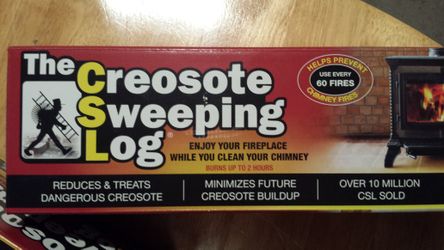 The Creosote
Sweeping
Log®
ENJOY YOUR FIREPLACE
WHILE YOU CLEAN YOUR CHIMNEY
BURNS UP TO 2 HOURS
HELPS PREVENT
USE EVERY
60 FIRES
CHIMNEY FIRES
REDUCES & TREATS
DANGEROUS CREOSOTE
MINIMIZES FUTURE
CREOSOTE BUILDUP
OVER 10 MILLION
CSL SOLD